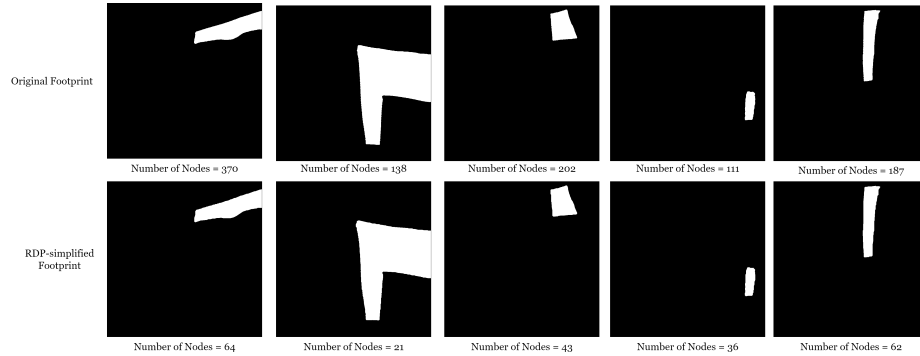 Original Footprint
Number of Nodes = 370
Number of Nodes = 138
Number of Nodes = 202
Number of Nodes = 111
Number of Nodes = 187
RDP-simplified
Footprint
Number of Nodes = 64
Number of Nodes = 21
Number of Nodes = 43
Number of Nodes = 36
Number of Nodes = 62